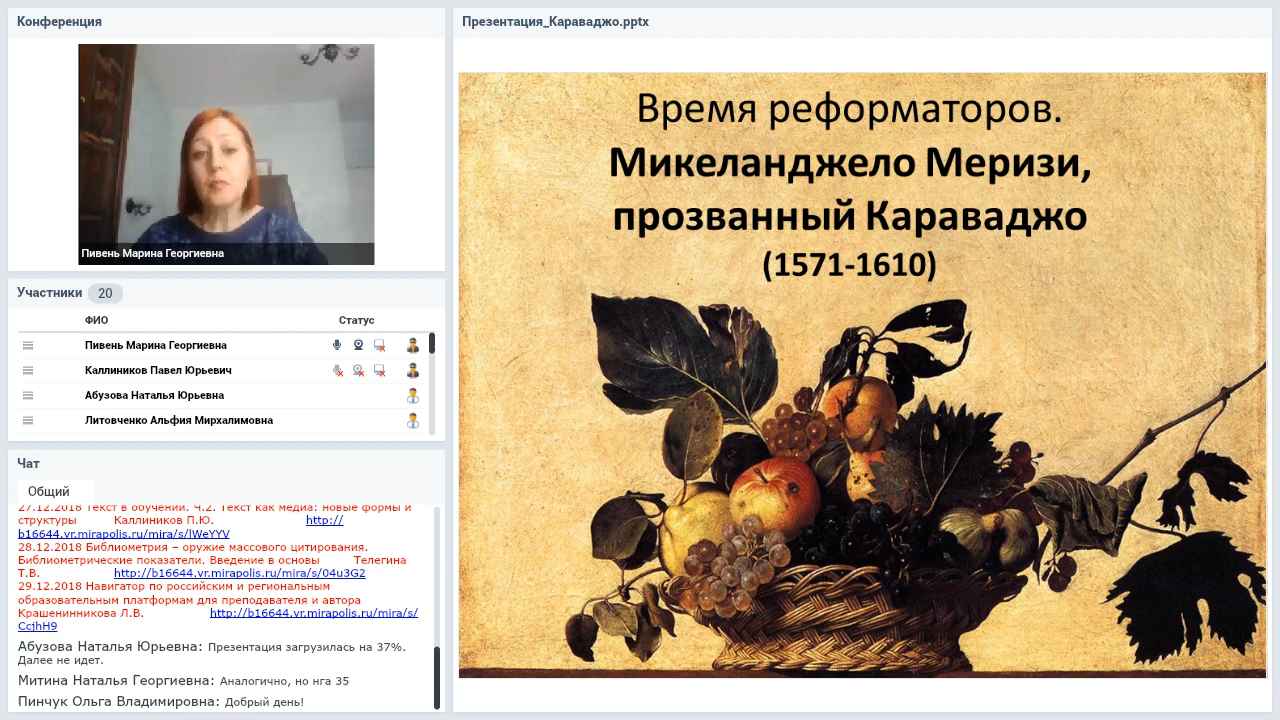 Конференция
Пивень Марина Георгиевна
Участники 20
ФИО Статус
Пивень Марина Георгиевна
Каллиников Павел Юрьевич
Абузова Наталья Юрьевна
Литовченко Альфия Мирхалимовна
Чат
Общий
27.12.2018 Текст в обучении. Ч.2. Текст как медиа: новые формы и
структуры Каллиников П.Ю. http://
b16644.vr.mirapolis.ru/mira/s/lWeYYV
28.12.2018 Библиометрия – оружие массового цитирования.
Библиометрические показатели. Введение в основы Телегина
Т.В. http://b16644.vr.mirapolis.ru/mira/s/04u3G2
29.12.2018 Навигатор по российским и региональным
образовательным платформам для преподавателя и автора
Крашенинникова Л.В. http://b16644.vr.mirapolis.ru/mira/s/
CcjhH9
Абузова Наталья Юрьевна: Презентация загрузилась на 37%.
Далее не идет.
Митина Наталья Георгиевна: Аналогично, но нга 35
Пинчук Ольга Владимировна: Добрый день!
Презентация_Караваджо.pptx
Время реформаторов.
Микеланджело Меризи,
прозванный Караваджо
(1571-1610)